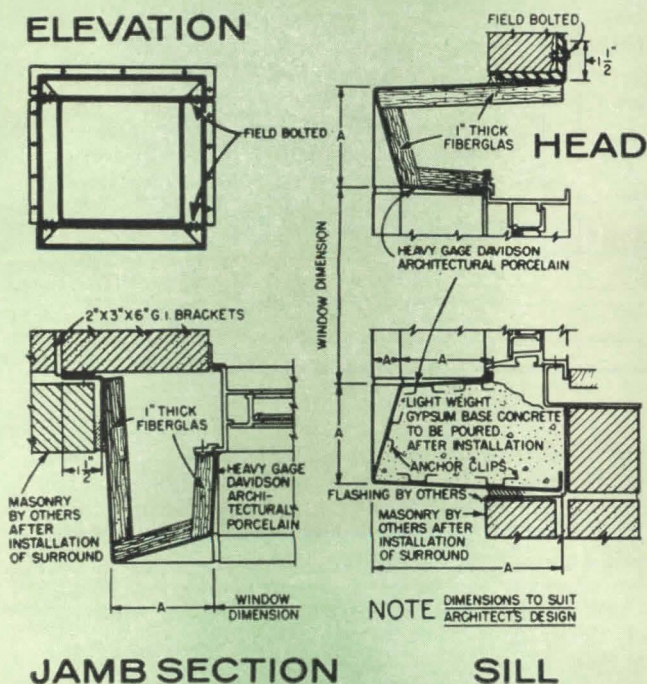 ELEVATION
FIELD BOLTED
FIELD BOLTED
1 1/2"
A
1" THICK
FIBERGLAS
HEAD
HEAVY GAGE DAVIDSON
ARCHITECTURAL PORCELAIN
WINDOW DIMENSION
2"X3"X6" G.I. BRACKETS
1" THICK
FIBERGLAS
1 1/2"
MASONRY
BY OTHERS
AFTER
INSTALLATION
OF SURROUND
HEAVY GAGE
DAVIDSON
ARCHI-
TECTURAL
PORCELAIN
A
WINDOW
DIMENSION
JAMB SECTION
A
A
A
LIGHT WEIGHT
GYPSUM BASE CONCRETE
TO BE POURED
AFTER INSTALLATION
ANCHOR CLIPS
FLASHING BY OTHERS
MASONRY BY
OTHERS AFTER
INSTALLATION
OF SURROUND
A
NOTE DIMENSIONS TO SUIT
ARCHITECT'S DESIGN
SILL